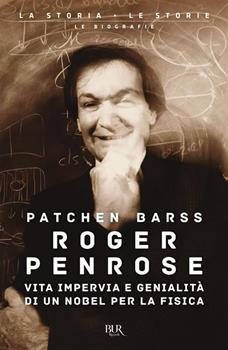 LA STORIA • LE STORIE
LE BIOGRAFIE
PATCHEN BARSS
ROGER
PENROSE
VITA IMPERVIA E GENIALITÀ
DI UN NOBEL PER LA FISICA
BUR